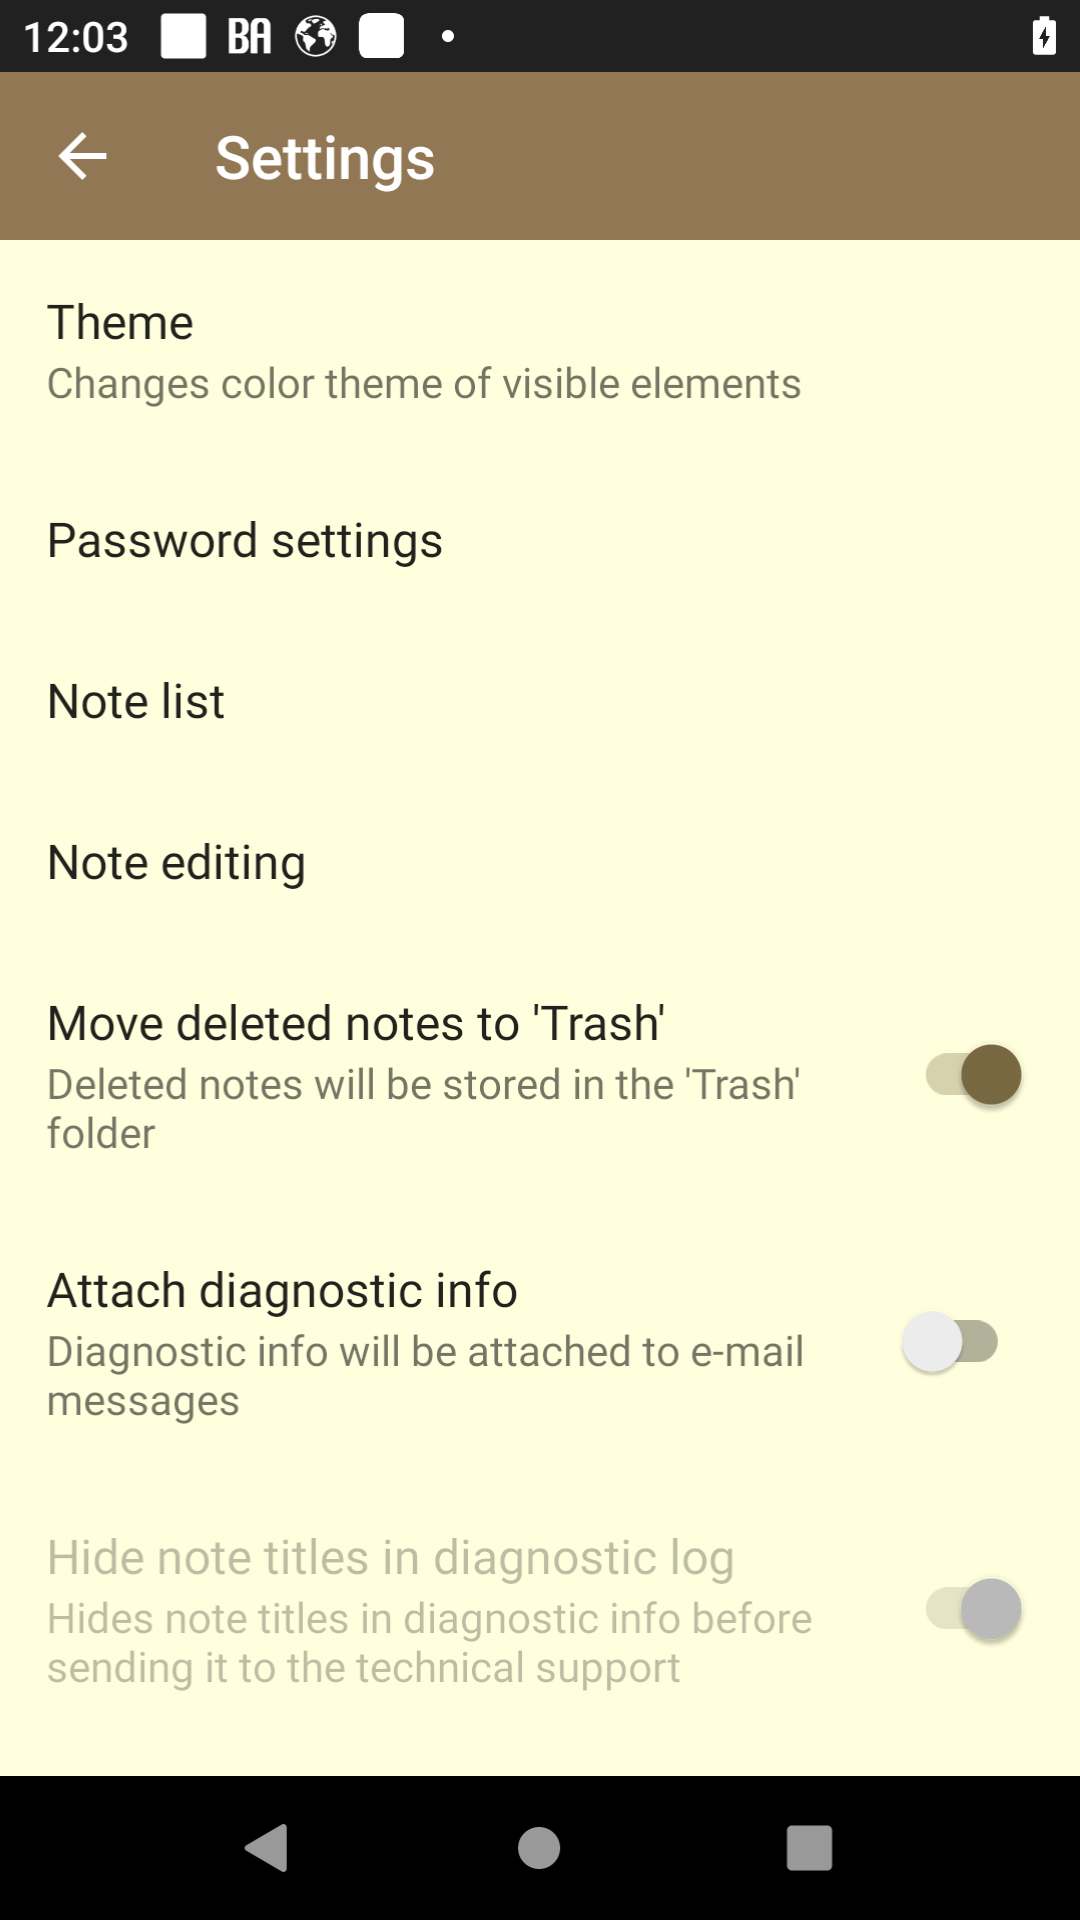 12:03 BA
Settings
Theme
Changes color theme of visible elements
Password settings
Note list
Note editing
Move deleted notes to 'Trash'
Deleted notes will be stored in the 'Trash'
folder
Attach diagnostic info
Diagnostic info will be attached to e-mail
messages
Hide note titles in diagnostic log
Hides note titles in diagnostic info before
sending it to the technical support